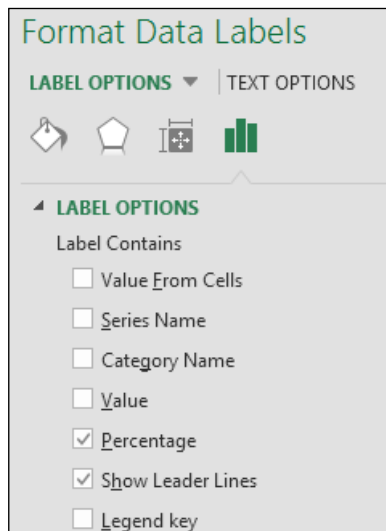 Format Data Labels
LABEL OPTIONS TEXT OPTIONS
LABEL OPTIONS
Label Contains
Value From Cells
Series Name
Category Name
Value
Percentage
Show Leader Lines
Legend key